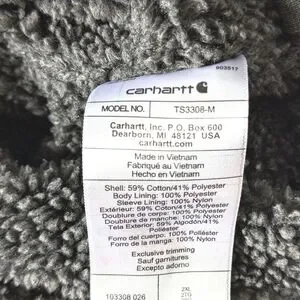 903517
carhartt
MODEL NO. TS3308-M
Carhartt, Inc. P.O. Box 600
Dearborn, MI 48121 USA
carhartt.com
Made in Vietnam
Fabriqué au Vietnam
Hecho en Vietnam
Shell: 59% Cotton/41% Polyester
Body Lining: 100% Polyester
Sleeve Lining: 100% Nylon
Extérieur: 59% Coton/41% Polyester
Doublure de corps: 100% Polyester
Doublure de manche: 100% Nylon
Tela Exterior: 59% Algodón/41%
Poliéster
Forro del cuerpo: 100% Poliéster
Forro de la manga: 100% Nylon
Exclusive trimming
Sauf garnitures
Excepto adorno
103308 026
2XL
2TG